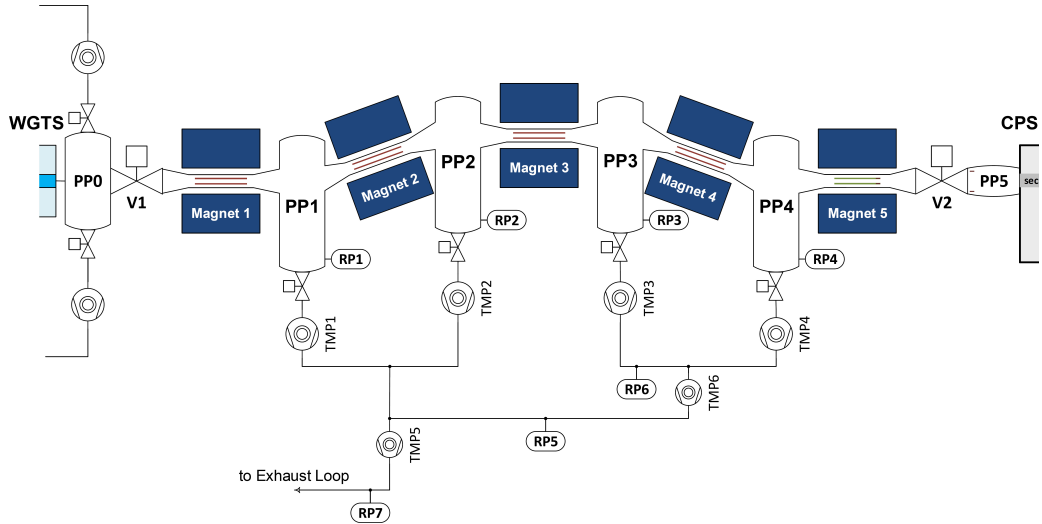 WGTS
PP0
V1
Magnet 1
PP1
Magnet 2
PP2
Magnet 3
PP3
Magnet 4
PP4
Magnet 5
V2
PP5
CPS
sec
RP1
RP2
RP3
RP4
TMP1
TMP2
TMP3
TMP4
RP6
TMP6
RP5
TMP5
to Exhaust Loop
RP7